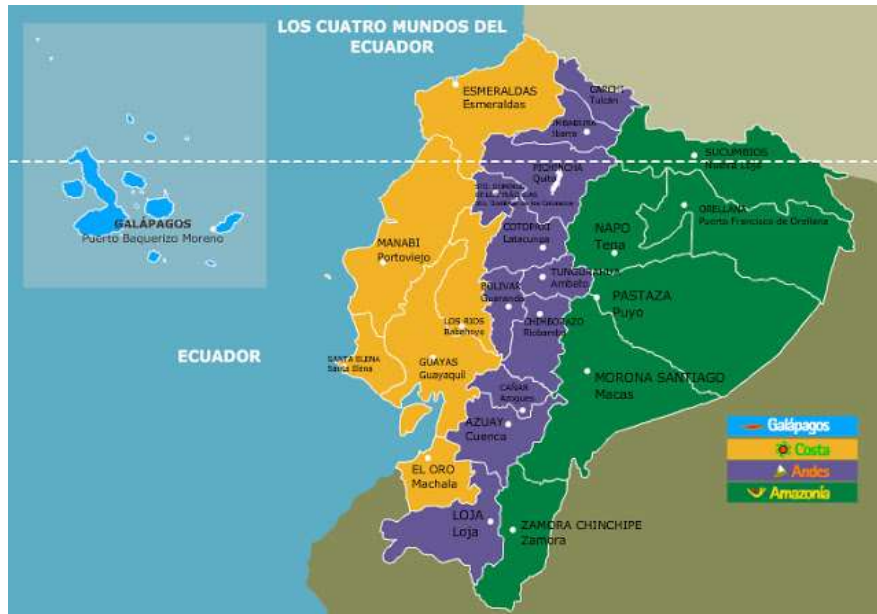 LOS CUATRO MUNDOS DEL
ECUADOR
ESMERALDAS
Esmeraldas
CARCHI
Tulcán
IMBABURA
Ibarra
SUCUMBIOS
Nueva Loja
PICHINCHA
Quito
ORELLANA
Puerto Francisco de Orellana
GALÁPAGOS
Puerto Baquerizo Moreno
COTOPAXI
Latacunga
NAPO
Tena
MANABI
Portoviejo
TUNGURAHUA
Ambato
BOLIVAR
Guaranda
PASTAZA
Puyo
LOS RIOS
Babahoyo
CHIMBORAZO
Riobamba
ECUADOR
SANTA ELENA
Santa Elena
GUAYAS
Guayaquil
MORONA SANTIAGO
Macas
CAÑAR
Azogues
AZUAY
Cuenca
EL ORO
Machala
LOJA
Loja
ZAMORA CHINCHIPE
Zamora
Galápagos
Costa
Andes
Amazonía